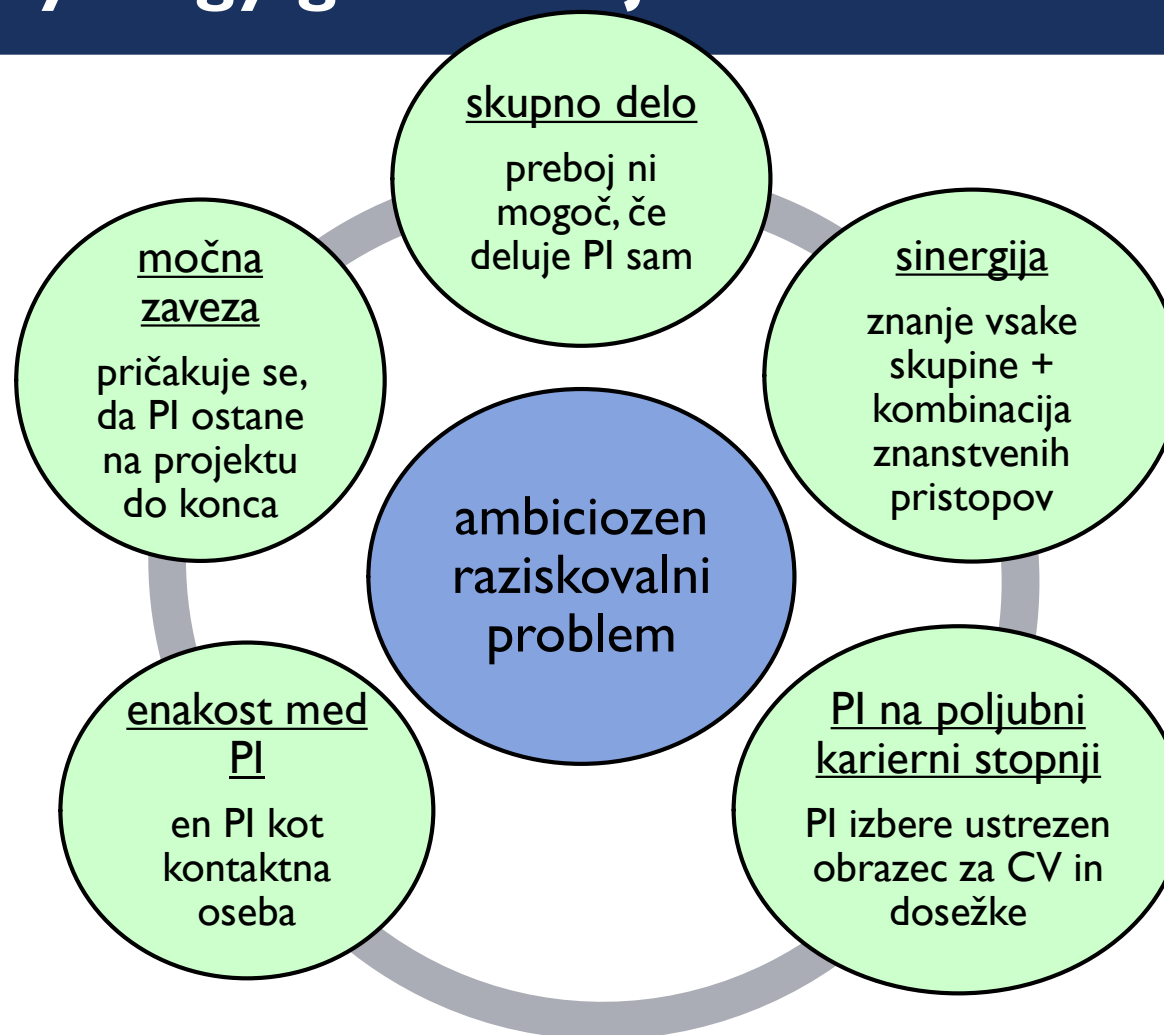 skupno delo
preboj ni
mogoč, če
deluje PI sam
močna
zaveza
pričakuje se,
da PI ostane
na projektu
do konca
sinergija
znanje vsake
skupine +
kombinacija
znanstvenih
pristopov
ambiciozen
raziskovalni
problem
enakost med
PI
en PI kot
kontaktna
oseba
PI na poljubni
karierni stopnji
PI izbere ustrezen
obrazec za CV in
dosežke